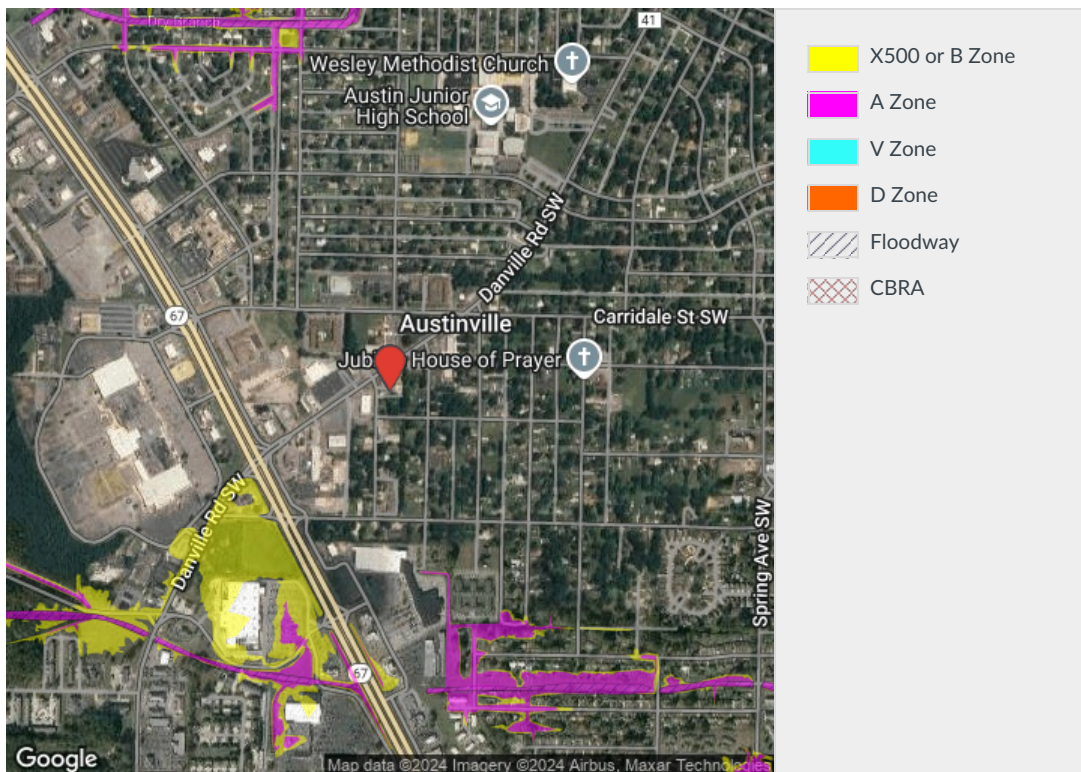 Dry Branch
41
Wesley Methodist Church
Austin Junior
High School
Danville Rd SW
67
Austinville
Carridale St SW
House of Prayer
Danville Rd SW
Spring Ave SW
67
Google
Map data ©2024 Imagery ©2024 Airbus, Maxar Technologies
X500 or B Zone
A Zone
V Zone
D Zone
Floodway
CBRA